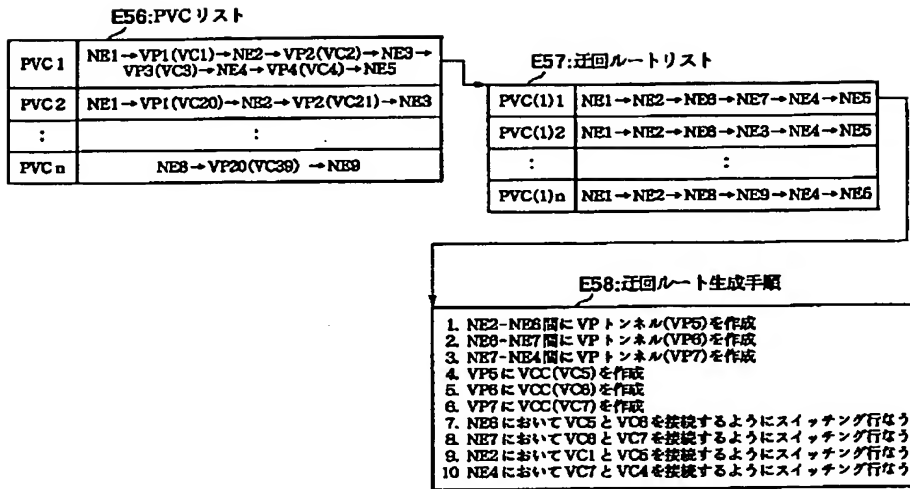 E56:PVCリスト
PVC 1
NE1→VP1(VC1)→NE2→VP2(VC2)→NE3→
VP3(VC3)→NE4→VP4(VC4)→NE5
PVC 2
NE1→VP1(VC20)→NE2→VP2(VC21)→NE3
:
:
PVC n
NE8→VP20(VC39) →NE9
E57:迂回ルートリスト
PVC(1)1
NE1→NE2→NE6→NE7→NE4→NE5
PVC(1)2
NE1→NE2→NE6→NE3→NE4→NE5
:
:
PVC(1)n
NE1→NE2→NE8→NE9→NE4→NE5
E58:迂回ルート生成手順
1. NE2-NE6間にVPトンネル(VP5)を作成
2. NE6-NE7間にVPトンネル(VP6)を作成
3. NE7-NE4間にVPトンネル(VP7)を作成
4. VP5にVCC(VC5)を作成
5. VP6にVCC(VC6)を作成
6. VP7にVCC(VC7)を作成
7. NE6においてVC5とVC6を接続するようにスイッチング行なう
8. NE7においてVC6とVC7を接続するようにスイッチング行なう
9. NE2においてVC1とVC5を接続するようにスイッチング行なう
10 NE4においてVC7とVC4を接続するようにスイッチング行なう